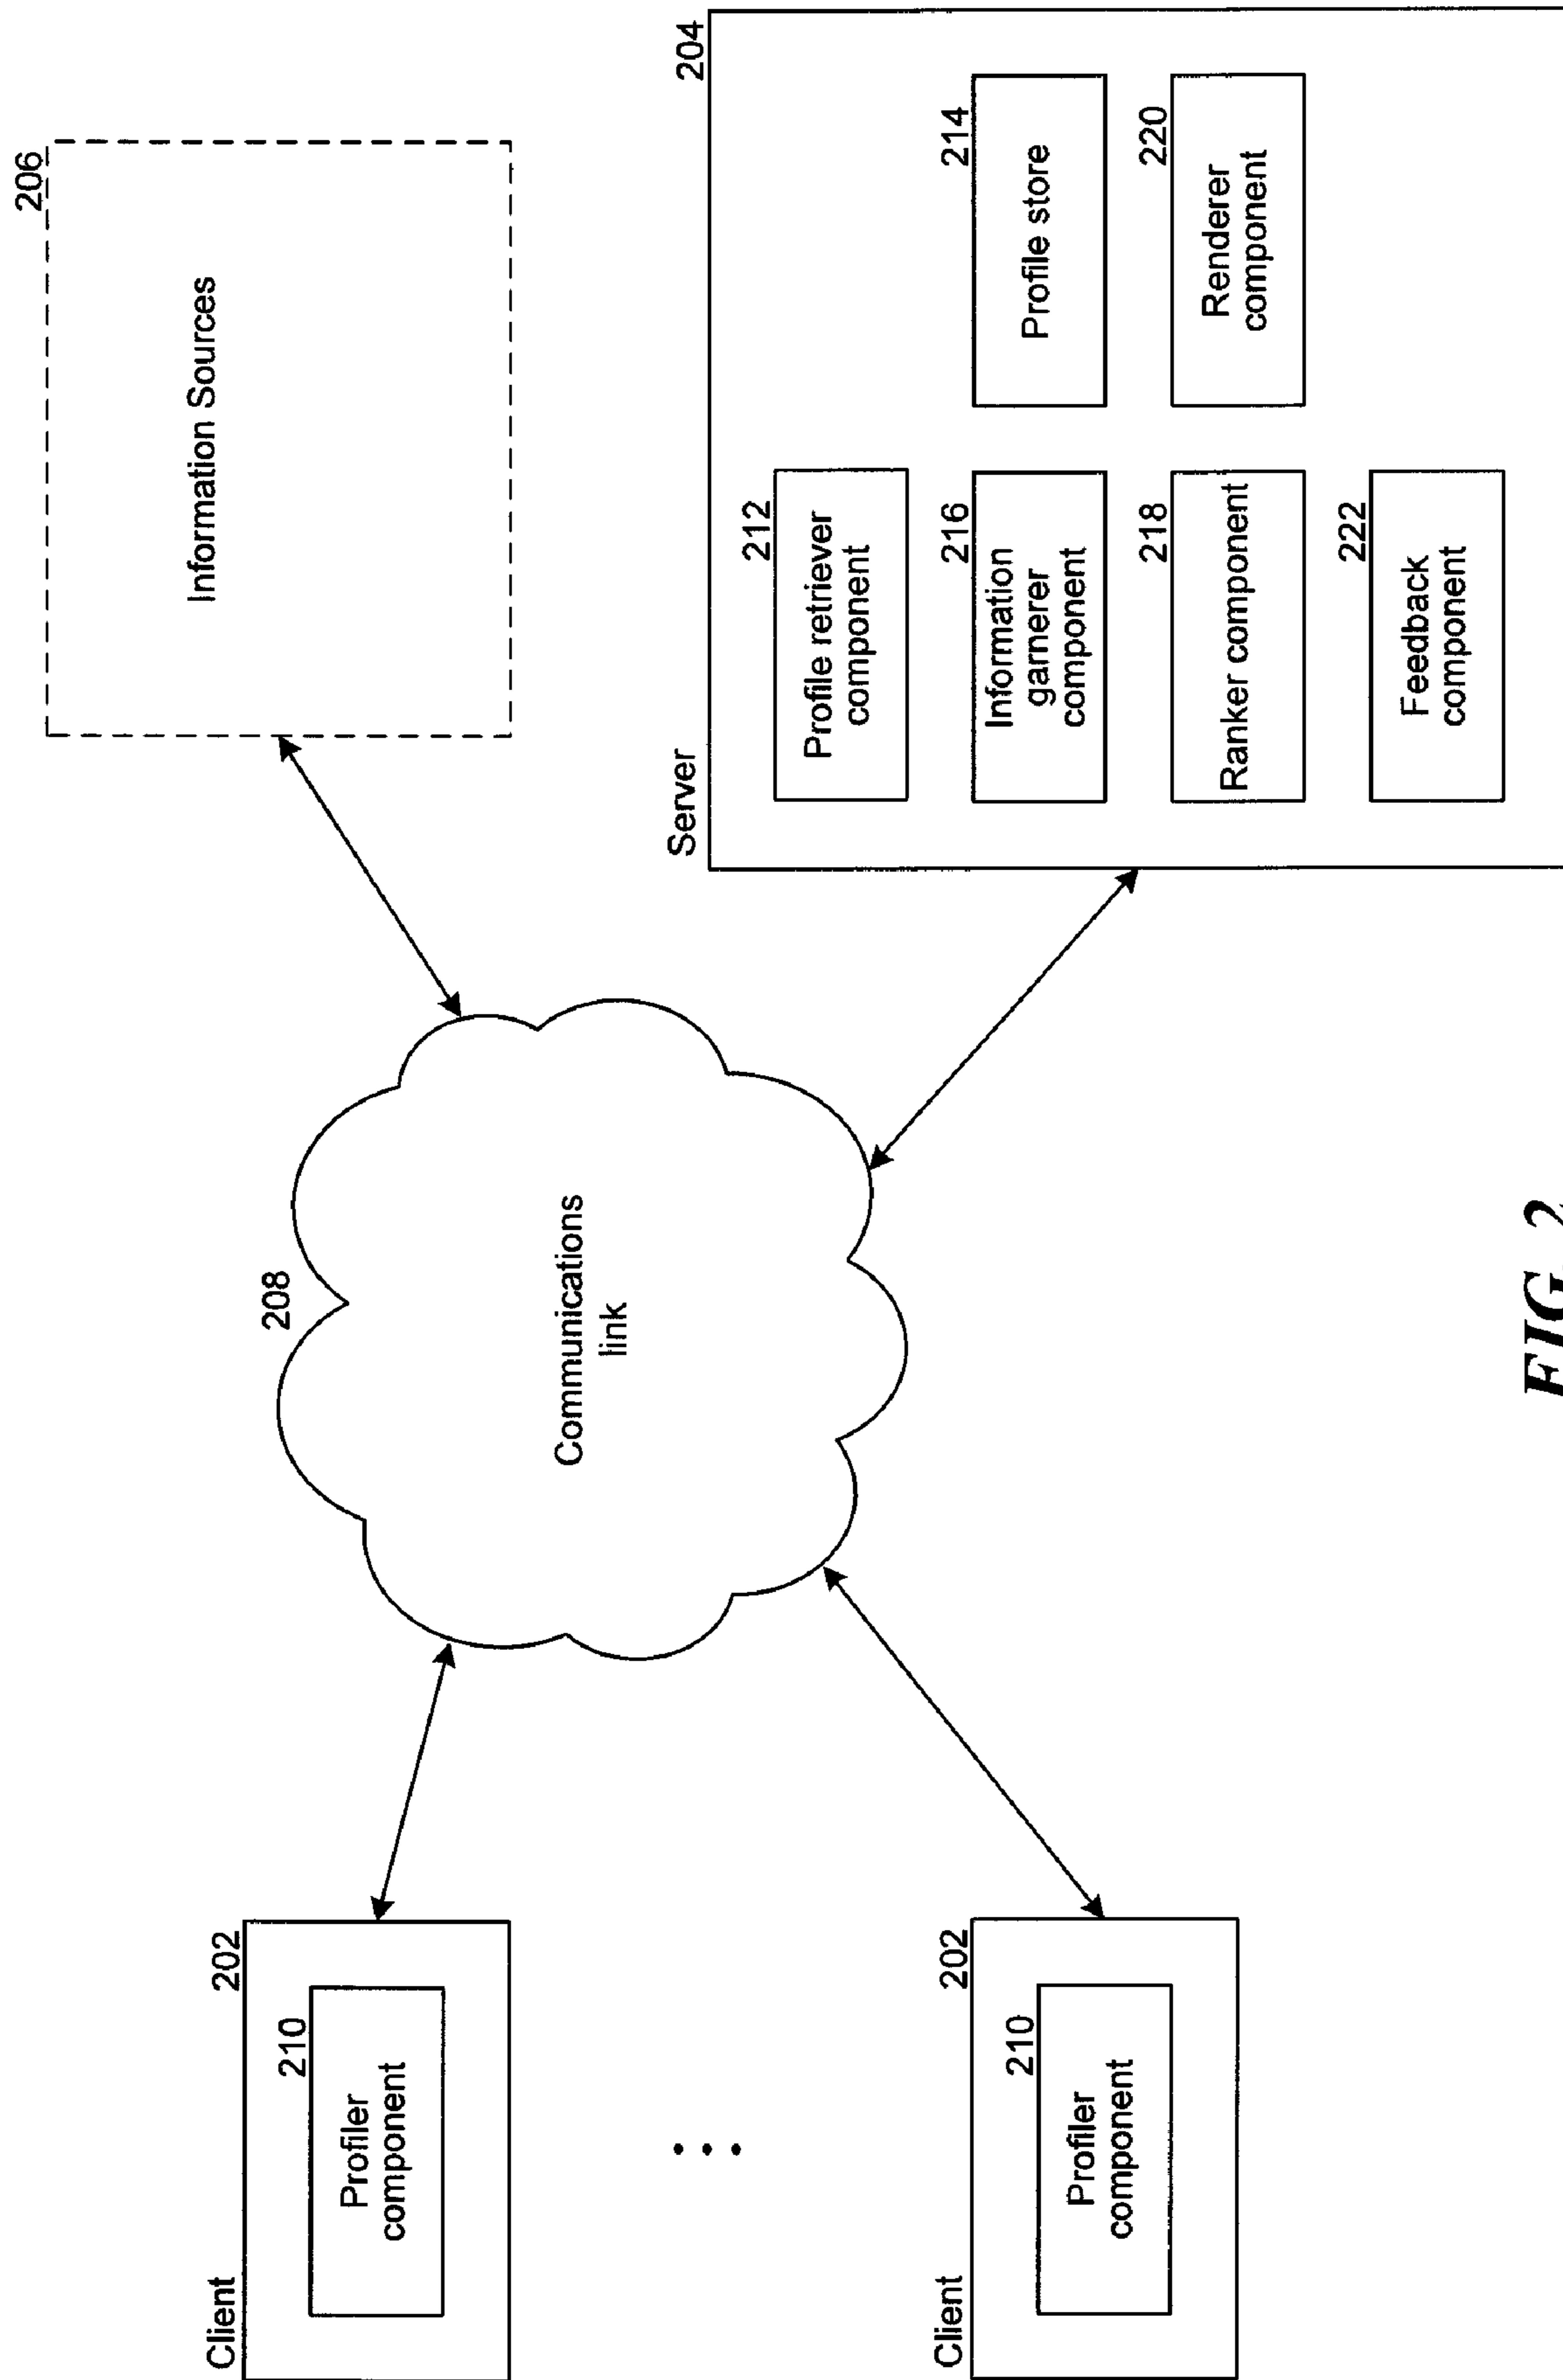 Client
202
210
Profiler
component
Client
202
210
Profiler
component
208
Communications
link
206
Information Sources
Server
204
212
Profile retriever
component
214
Profile store
216
Information
garnerer
component
218
Ranker component
220
Renderer
component
222
Feedback
component
FIG. 2